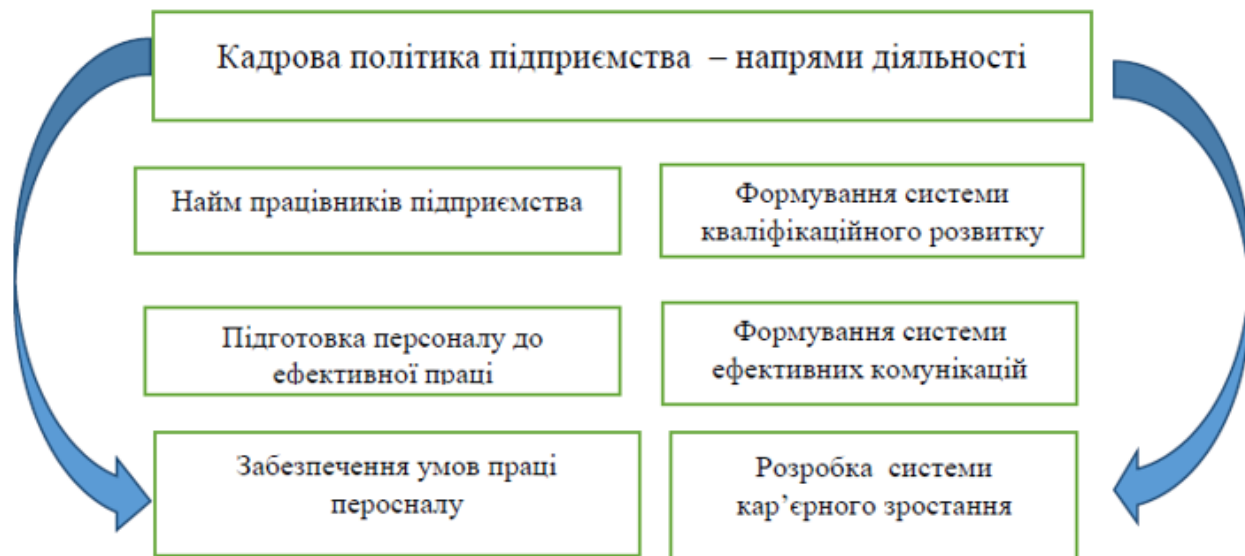 Кадрова політика підприємства – напрями діяльності
Найм працівників підприємства
Формування системи
кваліфікаційного розвитку
Підготовка персоналу до
ефективної праці
Формування системи
ефективних комунікацій
Забезпечення умов праці
перосналу
Розробка системи
кар’єрного зростання